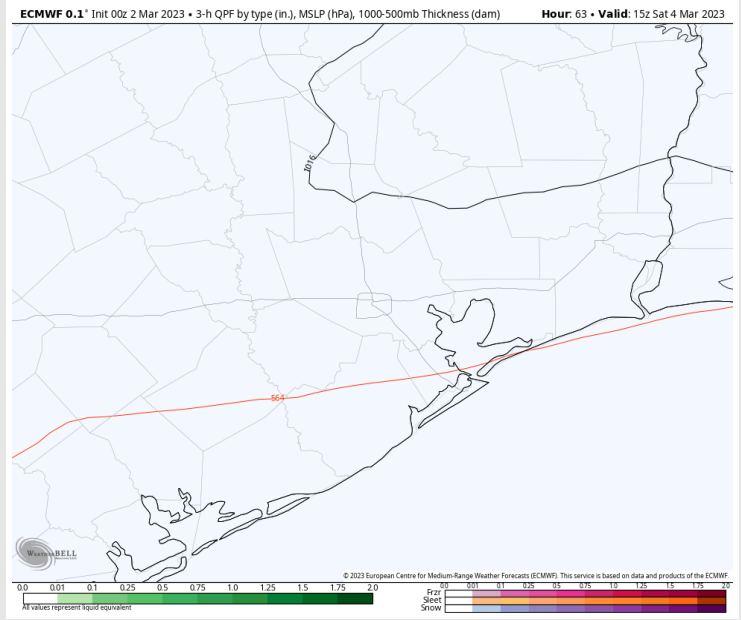 ECMWF 0.1° Init 00z 2 Mar 2023 • 3-h QPF by type (in.), MSLP (hPa), 1000-500mb Thickness (dam) Hour: 63 • Valid: 15z Sat 4 Mar 2023
1016
564
WeatherBELL
© 2023 European Centre for Medium-Range Weather Forecasts (ECMWF). This service is based on data and products of the ECMWF.
0.0 0.01 0.1 0.25 0.5 0.75 1.0 1.25 1.5 1.75 2.0
All values represent liquid equivalent
0.0 0.01 0.1 0.25 0.5 0.75 1.0 1.25 1.5 1.75 2.0
Frzr
Sleet
Snow